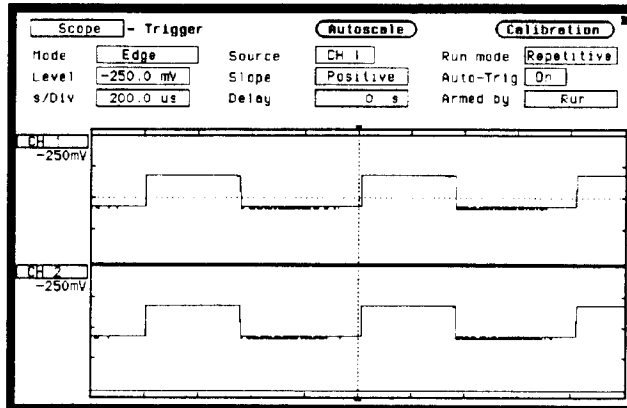 Scope - Trigger Autoscale Calibration
Mode Edge Source CH 1 Run mode Repetitive
Level -250.0 mV Slope Positive Auto-Trig On
s/Div 200.0 us Delay 0 s Armed by Run
CH 1
-250mV
CH 2
-250mV